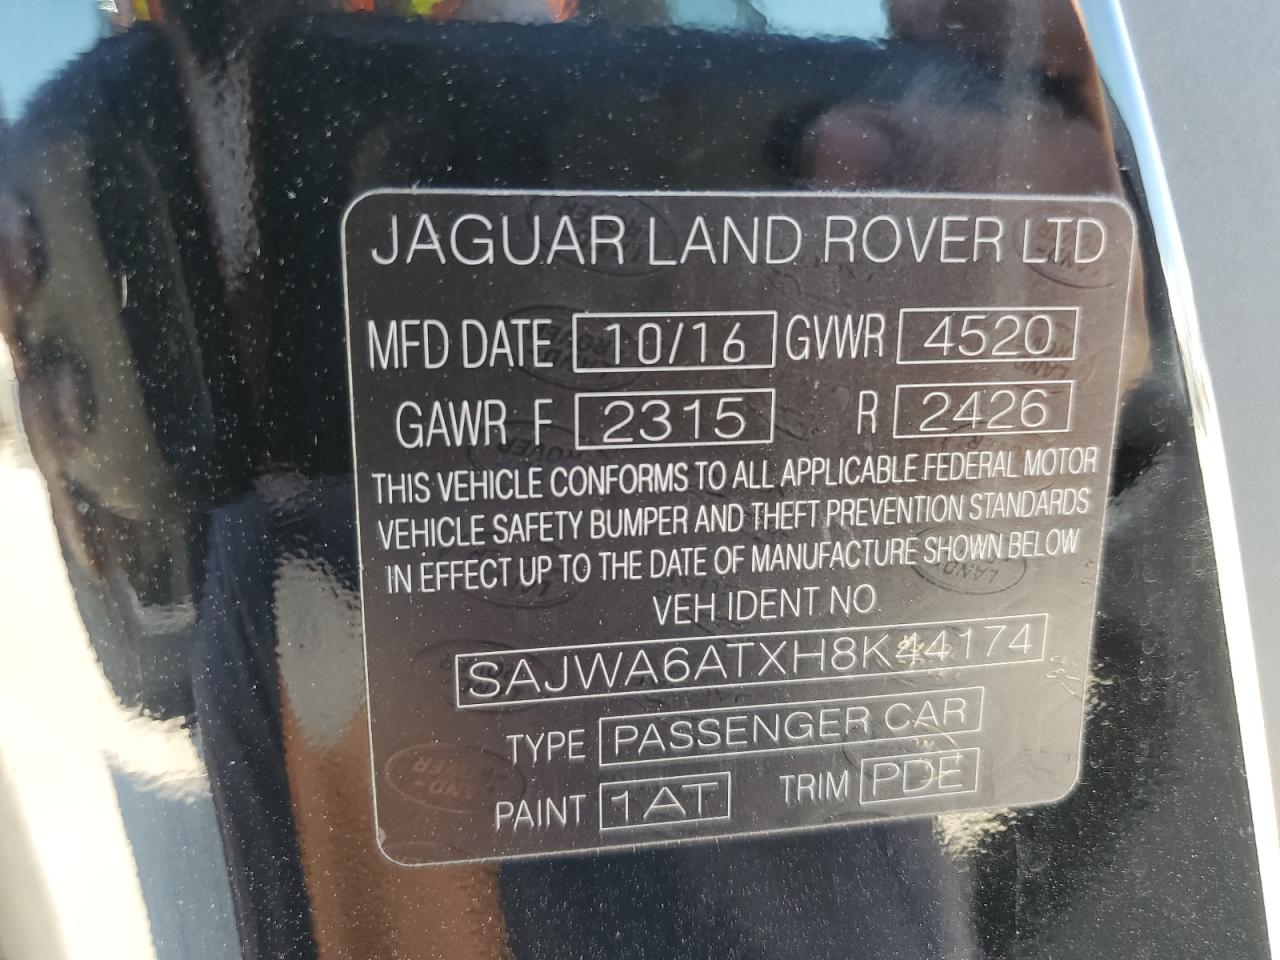 JAGUAR LAND ROVER LTD
MFD DATE 10/16 GVWR 4520
GAWR F 2315 R 2426
THIS VEHICLE CONFORMS TO ALL APPLICABLE FEDERAL MOTOR
VEHICLE SAFETY BUMPER AND THEFT PREVENTION STANDARDS
IN EFFECT UP TO THE DATE OF MANUFACTURE SHOWN BELOW
VEH IDENT NO
SAJWA6ATXH8K44174
TYPE PASSENGER CAR
PAINT 1AT TRIM PDE